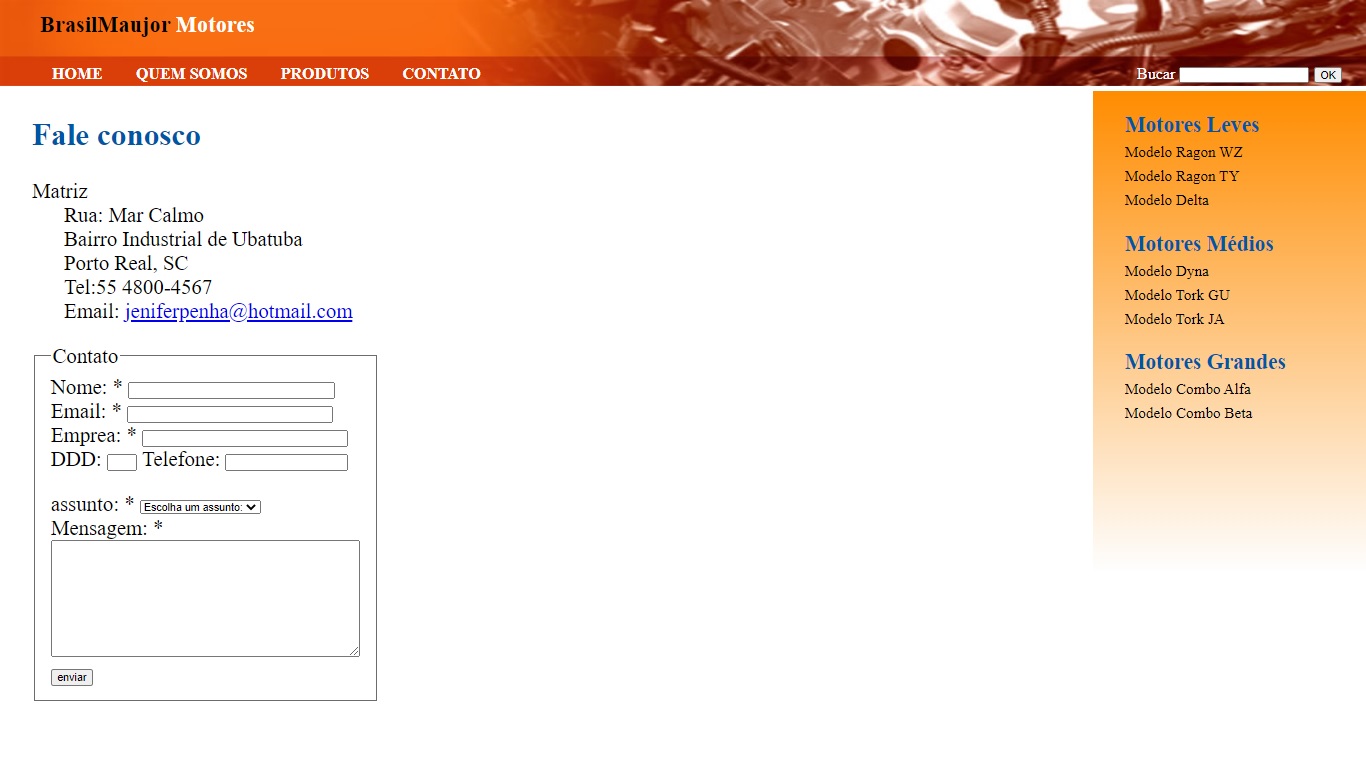 BrasilMaujor Motores
HOME QUEM SOMOS PRODUTOS CONTATO Bucar OK
Fale conosco
Matriz
Rua: Mar Calmo
Bairro Industrial de Ubatuba
Porto Real, SC
Tel:55 4800-4567
Email: jeniferpenha@hotmail.com
Contato
Nome: *
Email: *
Emprea: *
DDD: Telefone:
assunto: * Escolha um assunto:
Mensagem: *
enviar
Motores Leves
Modelo Ragon WZ
Modelo Ragon TY
Modelo Delta
Motores Médios
Modelo Dyna
Modelo Tork GU
Modelo Tork JA
Motores Grandes
Modelo Combo Alfa
Modelo Combo Beta